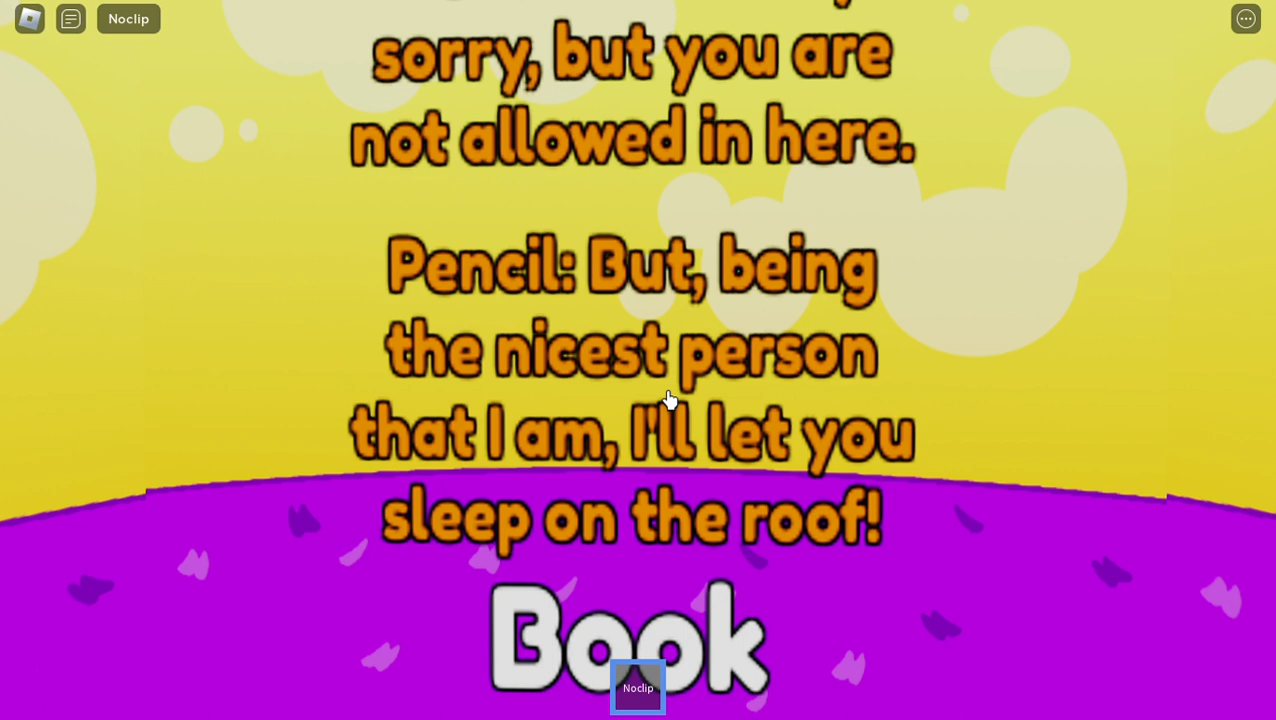 Noclip
sorry, but you are
not allowed in here.
Pencil: But, being
the nicest person
that I am, I'll let you
sleep on the roof!
Book
Noclip